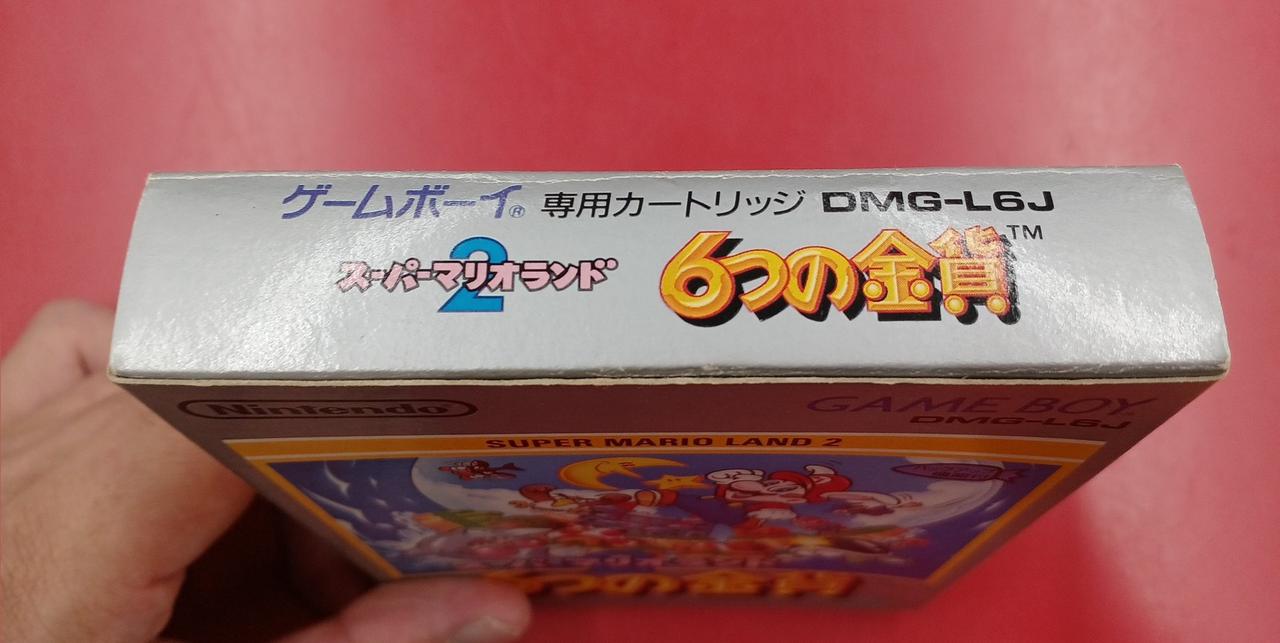 ゲームボーイ® 専用カートリッジ DMG-L6J
スーパーマリオランド2 6つの金貨™
Nintendo® GAME BOY™
DMG-L6J
SUPER MARIO LAND 2
6つの金貨